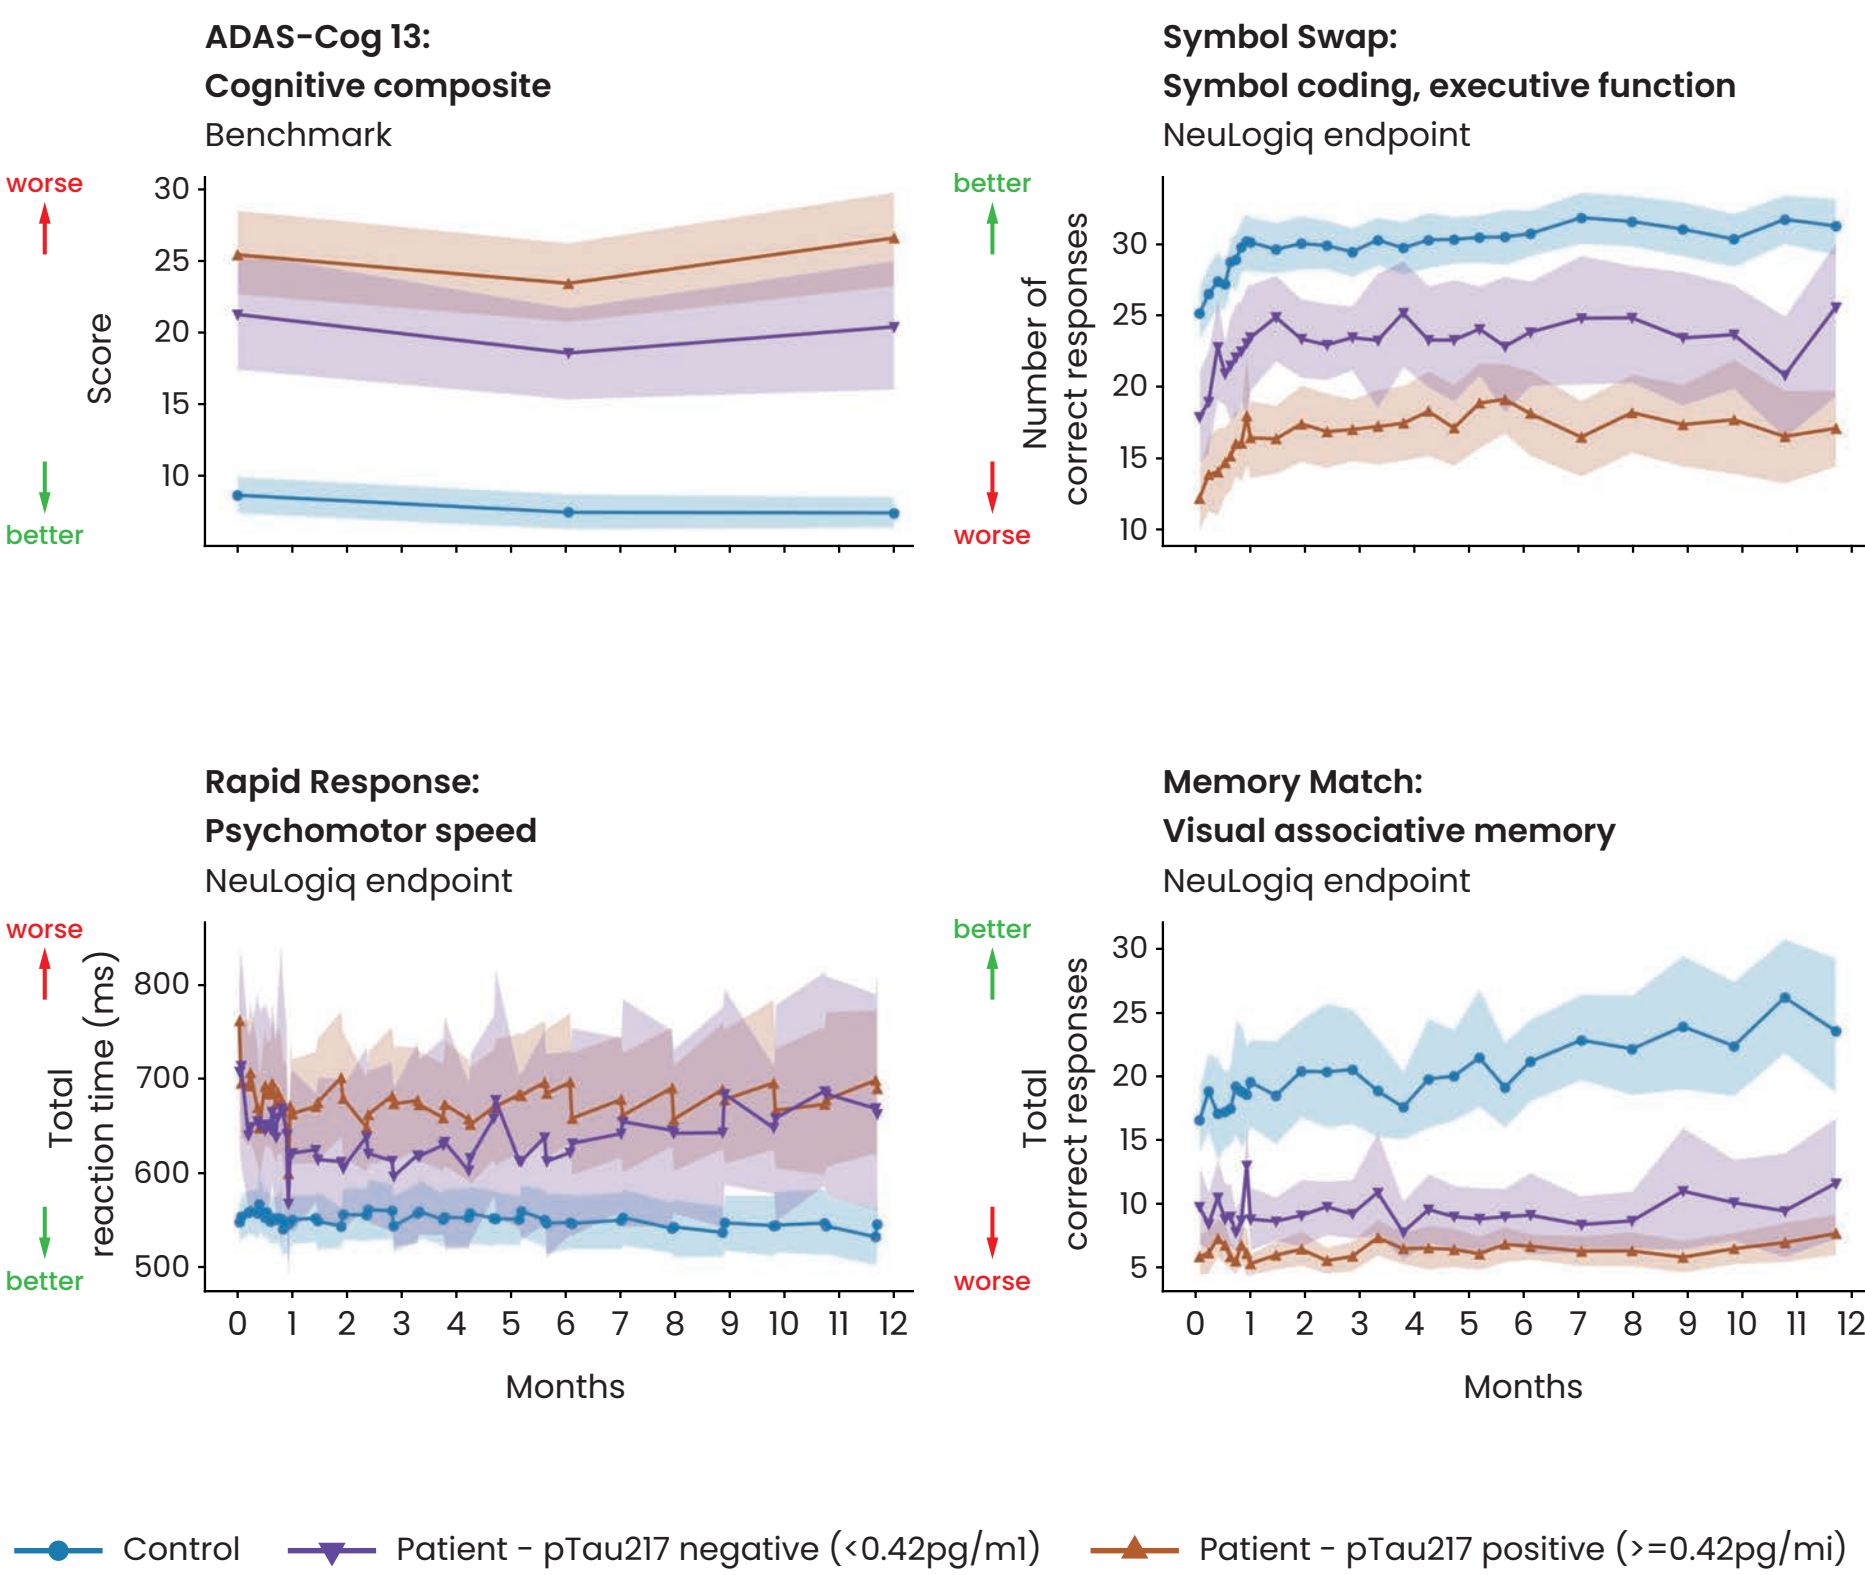 ADAS-Cog 13:
Cognitive composite
Benchmark
worse
better
Score
30
25
20
15
10
Symbol Swap:
Symbol coding, executive function
NeuLogiq endpoint
better
worse
Number of
correct responses
30
25
20
15
10
Rapid Response:
Psychomotor speed
NeuLogiq endpoint
worse
better
Total
reaction time (ms)
800
700
600
500
0 1 2 3 4 5 6 7 8 9 10 11 12
Months
Memory Match:
Visual associative memory
NeuLogiq endpoint
better
worse
Total
correct responses
30
25
20
15
10
5
0 1 2 3 4 5 6 7 8 9 10 11 12
Months
Control
Patient - pTau217 negative (<0.42pg/m1)
Patient - pTau217 positive (>=0.42pg/mi)